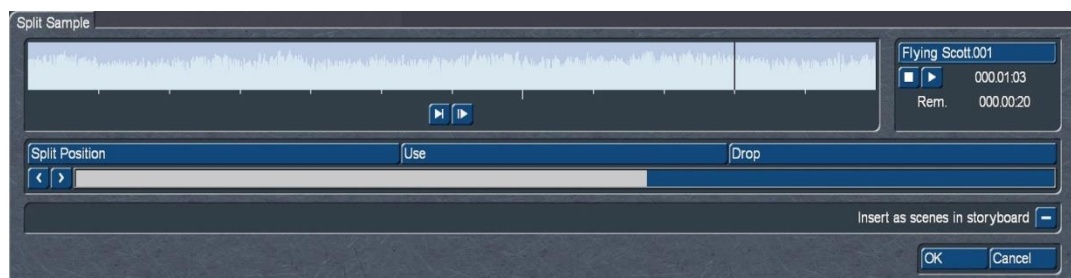 Split Sample
Flying Scott.001
000.01:03
Rem. 000.00:20
Split Position Use Drop
Insert as scenes in storyboard
OK Cancel